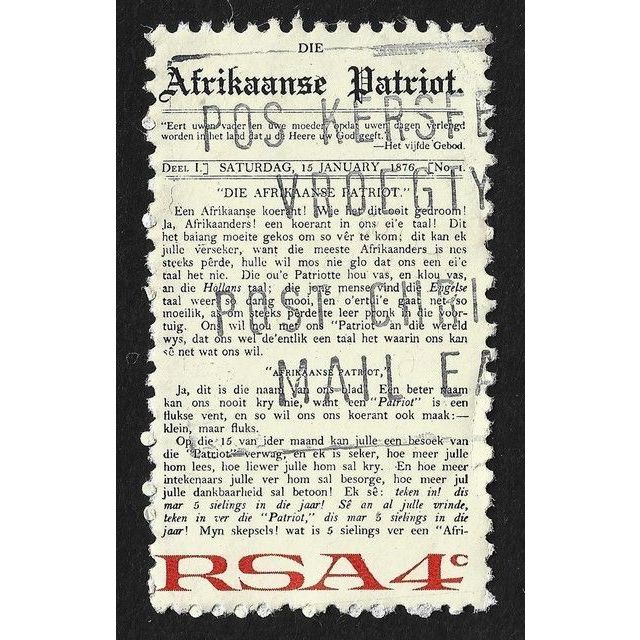 DIE
Afrikaanse Patriot.
"Eert uwen vader en uwe moeder, opdat uwe dagen verlengd
worden in het land dat u de Heere uw God geeft."
—Het vijfde Gebod.
DEEL I.] SATURDAG, 15 JANUARY 1876. [No. 1.
"DIE AFRIKAANSE PATRIOT."
Een Afrikaanse koerant! Wie het dit ooit gedroom!
Ja, Afrikaanders! een koerant in ons ei'e taal! Dit
het baiang moeite gekos om so vêr te kom; dit kan ek
julle verseker, want die meeste Afrikaanders is nes
steeks pêrde, hulle wil mos nie glo dat ons een ei'e
taal het nie. Die ou'e Patriotte hou vas, en klou vas,
an die Hollans taal; die jong mense vind die Engelse
taal weer danig mooi, en o'ertui'e gaat net so
moeilik, as om steeks pêrde te leer ponk in die voor-
tuig. Ons wil nou met ons "Patriot" an die wêreld
wys, dat ons wel de'entlik een taal het waarin ons kan
sê net wat ons wil.
"AFRIKAANSE PATRIOT,"
Ja, dit is die naam van ons blad. Een beter naam
kan ons nooit kry nie, want een "Patriot" is een
flukse vent, en so wil ons ons koerant ook maak:—
klein, maar fluks.
Op die 15 van ider maand kan julle een besoek van
die "Patriot" verwag, en ek is seker, hoe meer julle
hom lees, hoe liewer julle hom sal kry. En hoe meer
intekenaars julle ver hom sal besorge, hoe meer jul
julle dankbaarheid sal betoon! Ek sê: teken in! dis
mar 5 sielings in die jaar! Sê an al julle vrinde,
teken in ver die "Patriot," dis mar 5 sielings in die
jaar! Myn skepsels! wat is 5 sielings ver een "Afri-
RSA 4c
POS KERSFE
VROEGTY
POST CHRI
MAIL EA